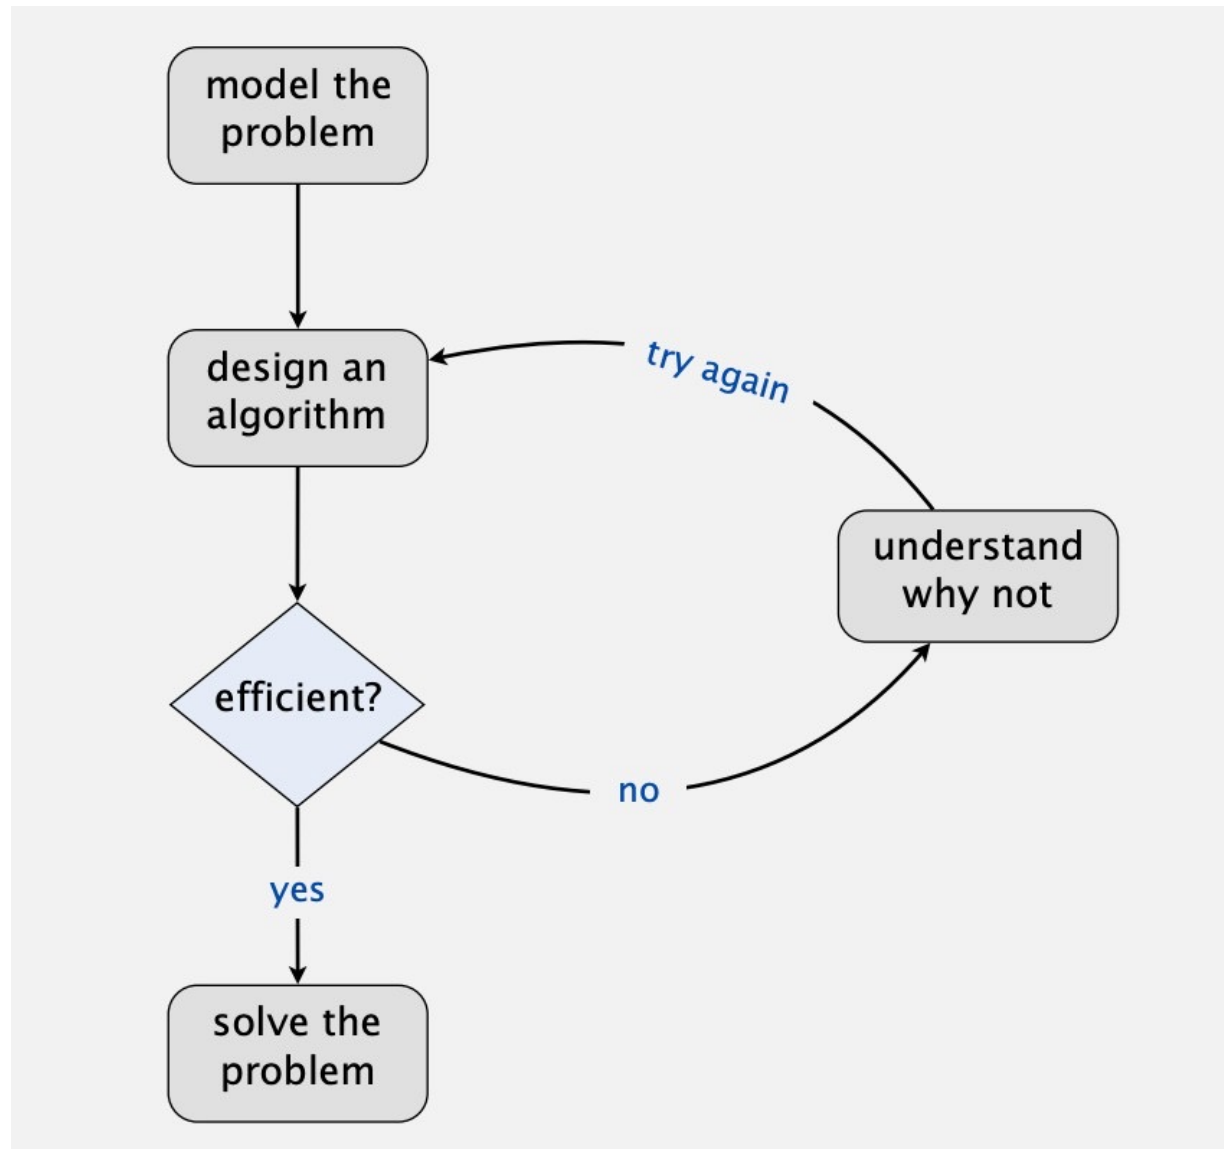 model the
problem
design an
algorithm
try again
understand
why not
efficient?
no
yes
solve the
problem